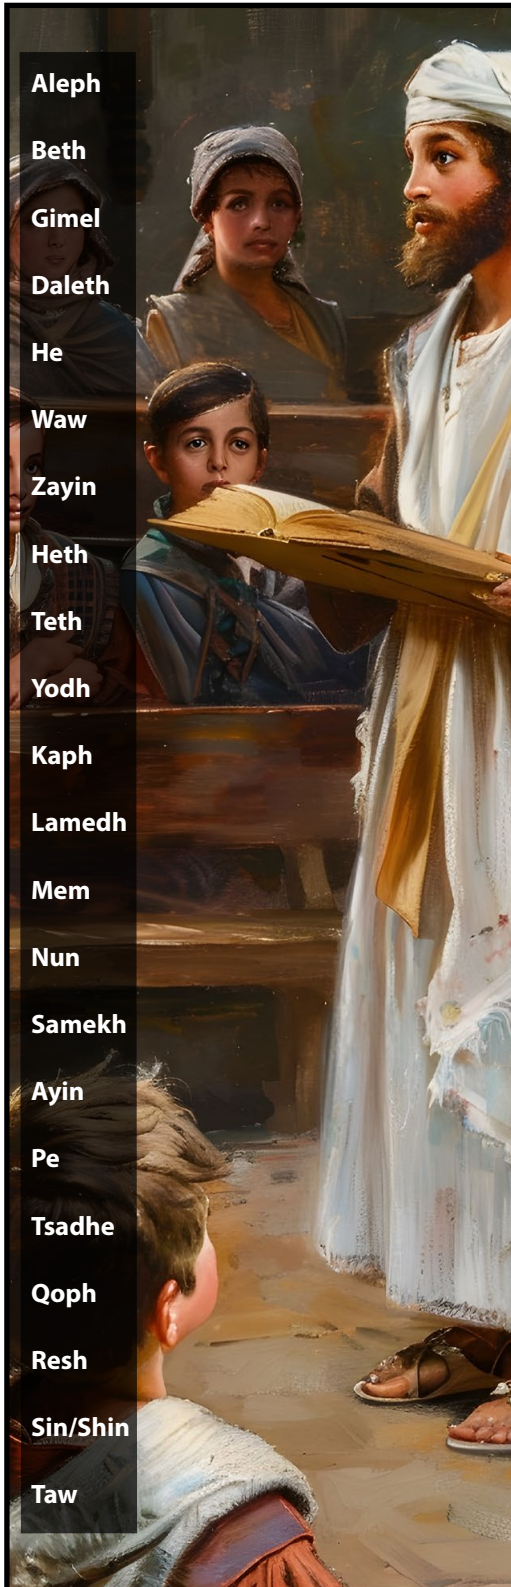 Aleph
Beth
Gimel
Daleth
He
Waw
Zayin
Heth
Teth
Yodh
Kaph
Lamedh
Mem
Nun
Samekh
Ayin
Pe
Tsadhe
Qoph
Resh
Sin/Shin
Taw